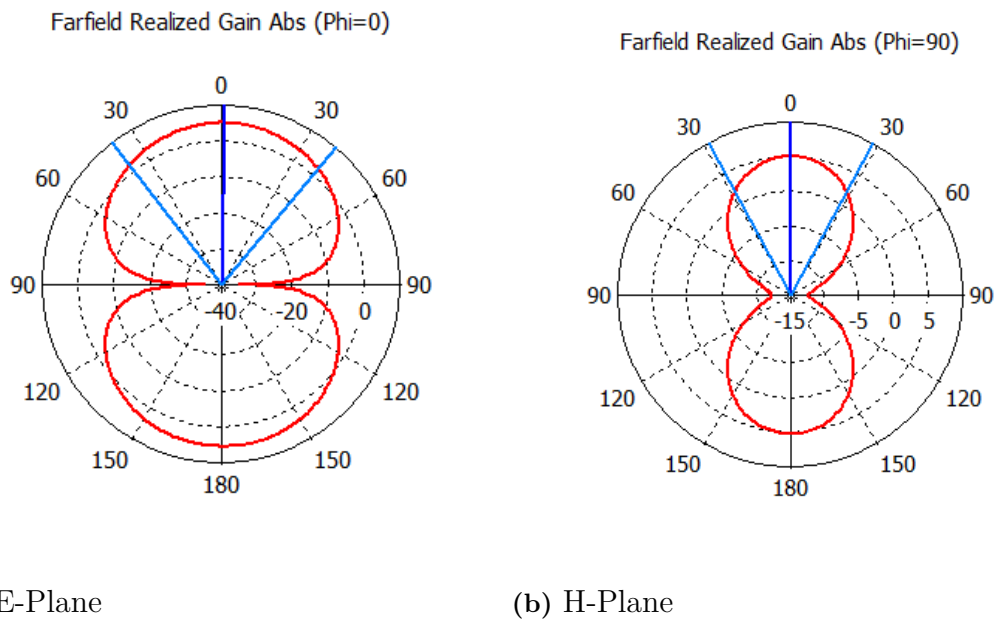 Farfield Realized Gain Abs (Phi=0)
0
30 30
60 60
90 90
-40 -20 0
120 120
150 150
180
E-Plane
Farfield Realized Gain Abs (Phi=90)
0
30 30
60 60
90 90
-15 -5 0 5
120 120
150 150
180
(b) H-Plane